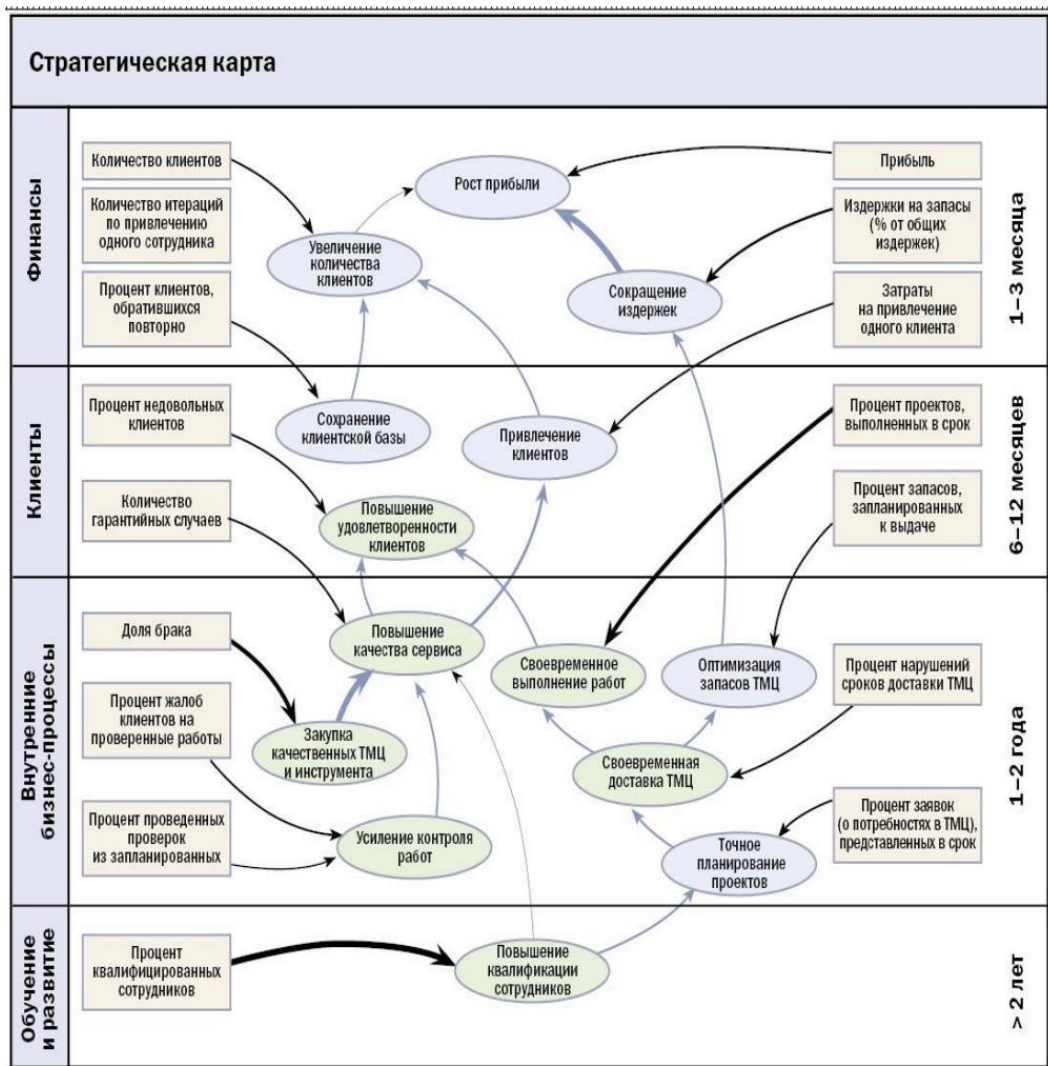 Стратегическая карта
Финансы
Количество клиентов
Количество итераций
по привлечению
одного сотрудника
Процент клиентов,
обратившихся
повторно
Рост прибыли
Увеличение
количества
клиентов
Сокращение
издержек
Прибыль
Издержки на запасы
(% от общих
издержек)
Затраты
на привлечение
одного клиента
1–3 месяца
Клиенты
Процент недовольных
клиентов
Количество
гарантийных случаев
Сохранение
клиентской базы
Привлечение
клиентов
Повышение
удовлетворенности
клиентов
Процент проектов,
выполненных в срок
Процент запасов,
запланированных
к выдаче
6–12 месяцев
Внутренние
бизнес-процессы
Доля брака
Процент жалоб
клиентов на
проверенные работы
Процент проведенных
проверок
из запланированных
Повышение
качества сервиса
Закупка
качественных ТМЦ
и инструмента
Усиление контроля
работ
Своевременное
выполнение работ
Оптимизация
запасов ТМЦ
Своевременная
доставка ТМЦ
Точное
планирование
проектов
Процент нарушений
сроков доставки ТМЦ
Процент заявок
(о потребностях в ТМЦ),
представленных в срок
1–2 года
Обучение
и развитие
Процент
квалифицированных
сотрудников
Повышение
квалификации
сотрудников
> 2 лет